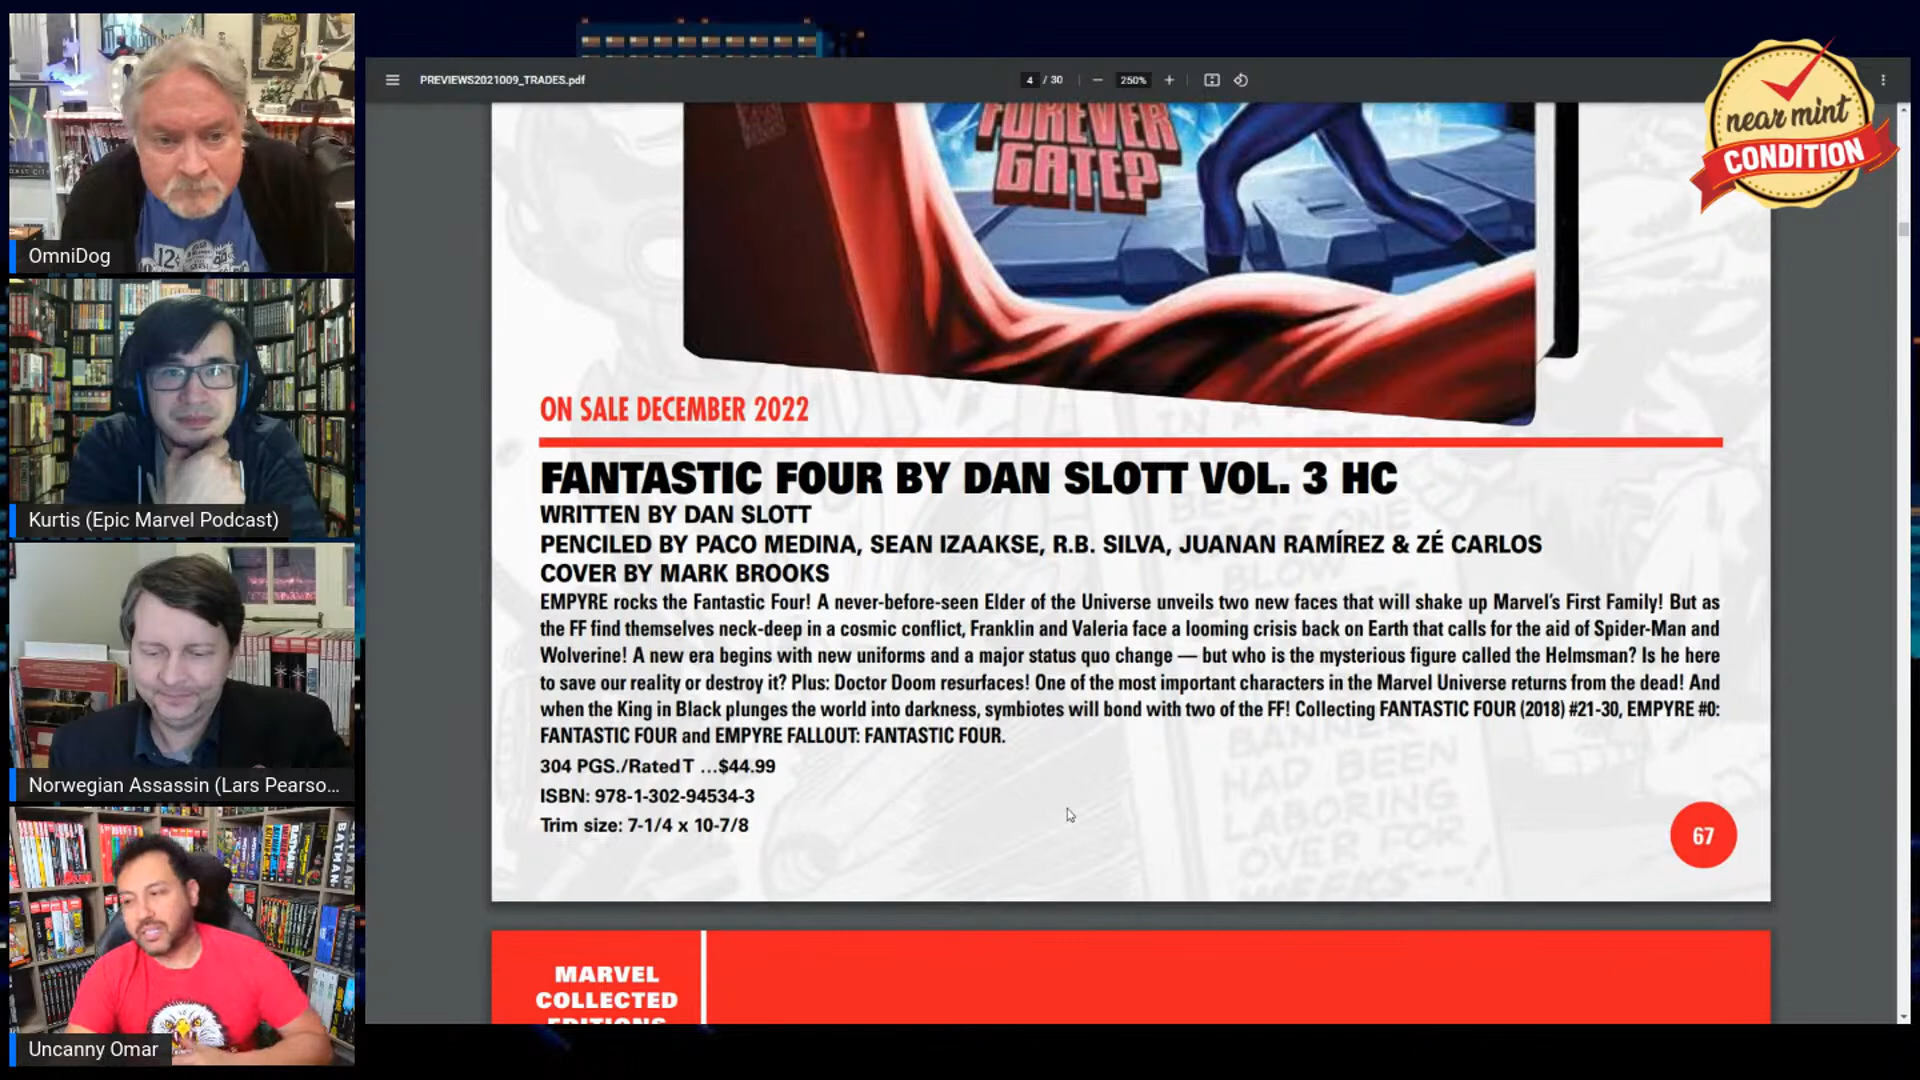 PREVIEWS2021009_TRADES.pdf
4 / 30
250%
near mint
CONDITION
FOREVER
GATE?
12¢
OmniDog
Kurtis (Epic Marvel Podcast)
Norwegian Assassin (Lars Pearso...
BATMAN
Uncanny Omar
ON SALE DECEMBER 2022
FANTASTIC FOUR BY DAN SLOTT VOL. 3 HC
WRITTEN BY DAN SLOTT
PENCILED BY PACO MEDINA, SEAN IZAAKSE, R.B. SILVA, JUANAN RAMÍREZ & ZÉ CARLOS
COVER BY MARK BROOKS
EMPYRE rocks the Fantastic Four! A never-before-seen Elder of the Universe unveils two new faces that will shake up Marvel's First Family! But as
the FF find themselves neck-deep in a cosmic conflict, Franklin and Valeria face a looming crisis back on Earth that calls for the aid of Spider-Man and
Wolverine! A new era begins with new uniforms and a major status quo change — but who is the mysterious figure called the Helmsman? Is he here
to save our reality or destroy it? Plus: Doctor Doom resurfaces! One of the most important characters in the Marvel Universe returns from the dead! And
when the King in Black plunges the world into darkness, symbiotes will bond with two of the FF! Collecting FANTASTIC FOUR (2018) #21-30, EMPYRE #0:
FANTASTIC FOUR and EMPYRE FALLOUT: FANTASTIC FOUR.
304 PGS./Rated T ...$44.99
ISBN: 978-1-302-94534-3
Trim size: 7-1/4 x 10-7/8
BANNER
HAD BEEN
LABORING
OVER FOR
WEEKS--!
67
MARVEL
COLLECTED
EDITIONS